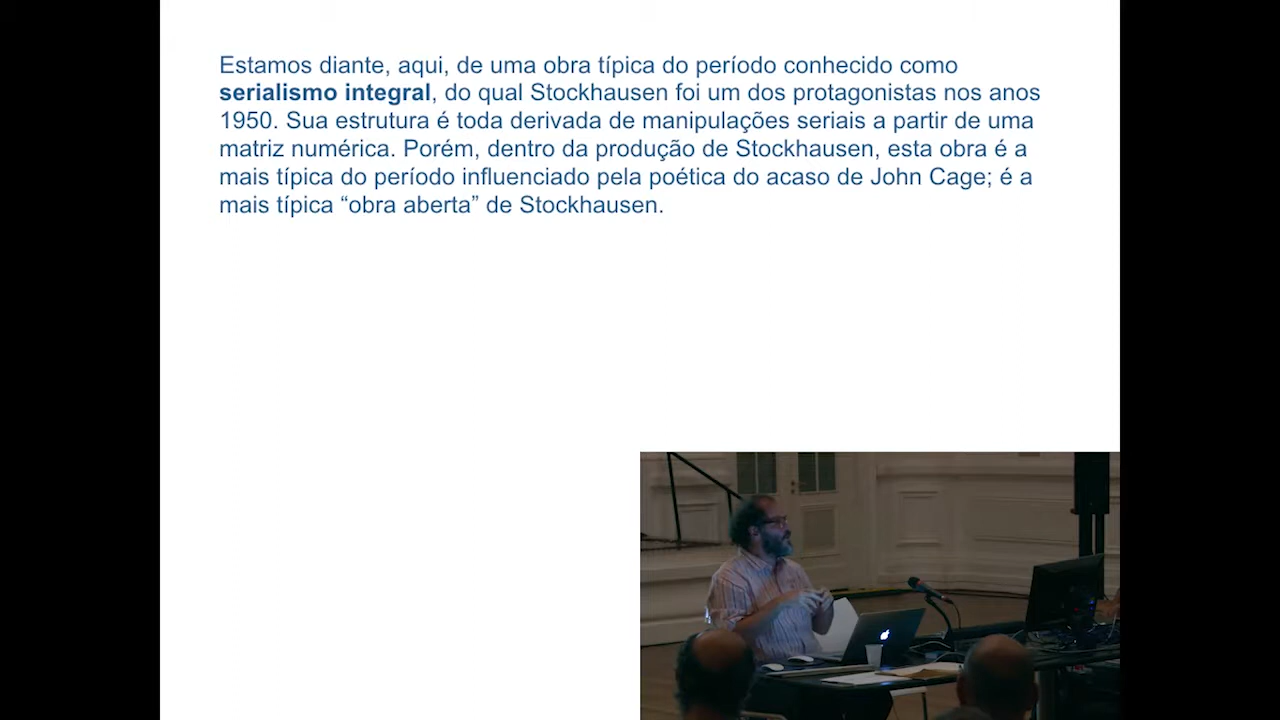 Estamos diante, aqui, de uma obra típica do período conhecido como
serialismo integral, do qual Stockhausen foi um dos protagonistas nos anos
1950. Sua estrutura é toda derivada de manipulações seriais a partir de uma
matriz numérica. Porém, dentro da produção de Stockhausen, esta obra é a
mais típica do período influenciado pela poética do acaso de John Cage; é a
mais típica “obra aberta” de Stockhausen.